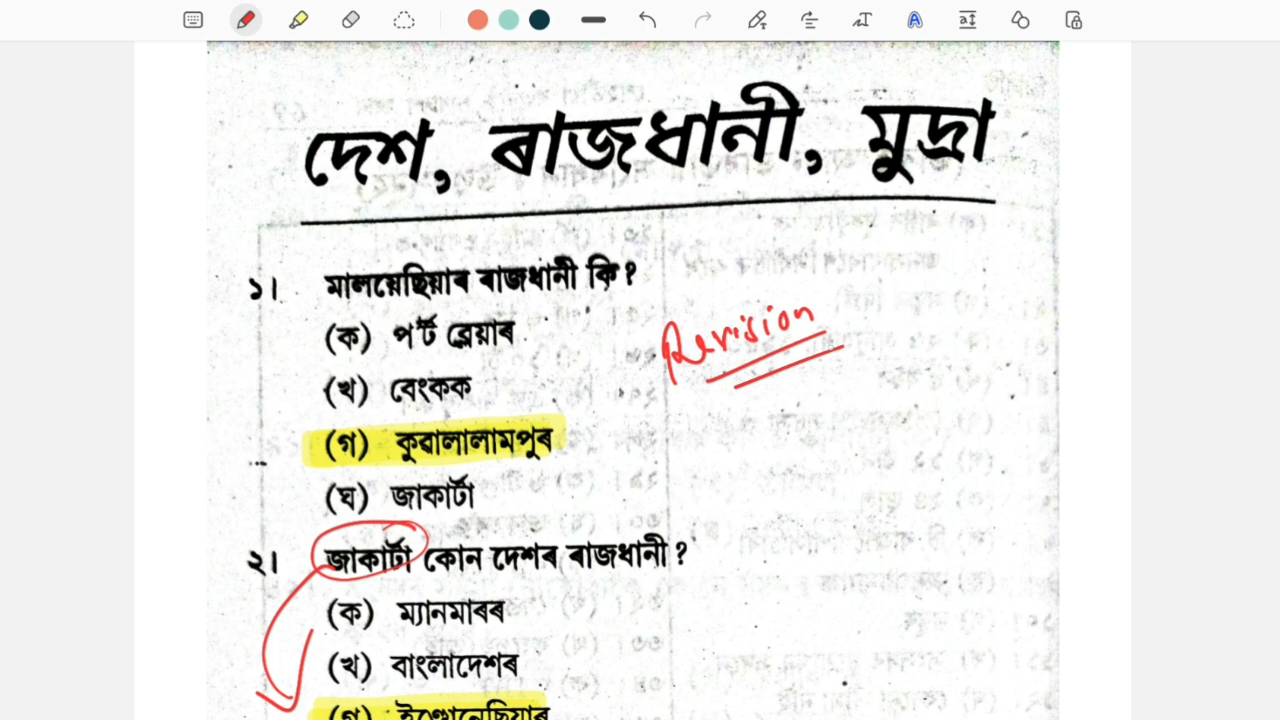 দেশ, ৰাজধানী, মুদ্ৰা
১। মালয়েছিয়াৰ ৰাজধানী কি?
(ক) পৰ্ট ব্লেয়াৰ
(খ) বেংকক
Revision
(গ) কুৱালালামপুৰ
(ঘ) জাকাৰ্টা
২। জাকাৰ্টা কোন দেশৰ ৰাজধানী?
(ক) ম্যানমাৰৰ
(খ) বাংলাদেশৰ
(গ) ইণ্ডোনেছিয়াৰ